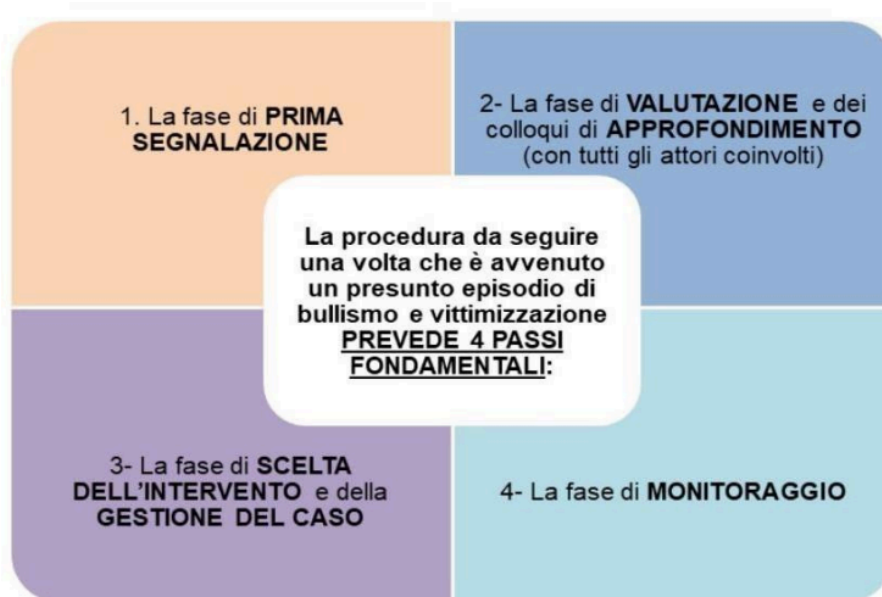 1. La fase di PRIMA
SEGNALAZIONE
2- La fase di VALUTAZIONE e dei
colloqui di APPROFONDIMENTO
(con tutti gli attori coinvolti)
La procedura da seguire
una volta che è avvenuto
un presunto episodio di
bullismo e vittimizzazione
PREVEDE 4 PASSI
FONDAMENTALI:
3- La fase di SCELTA
DELL'INTERVENTO e della
GESTIONE DEL CASO
4- La fase di MONITORAGGIO